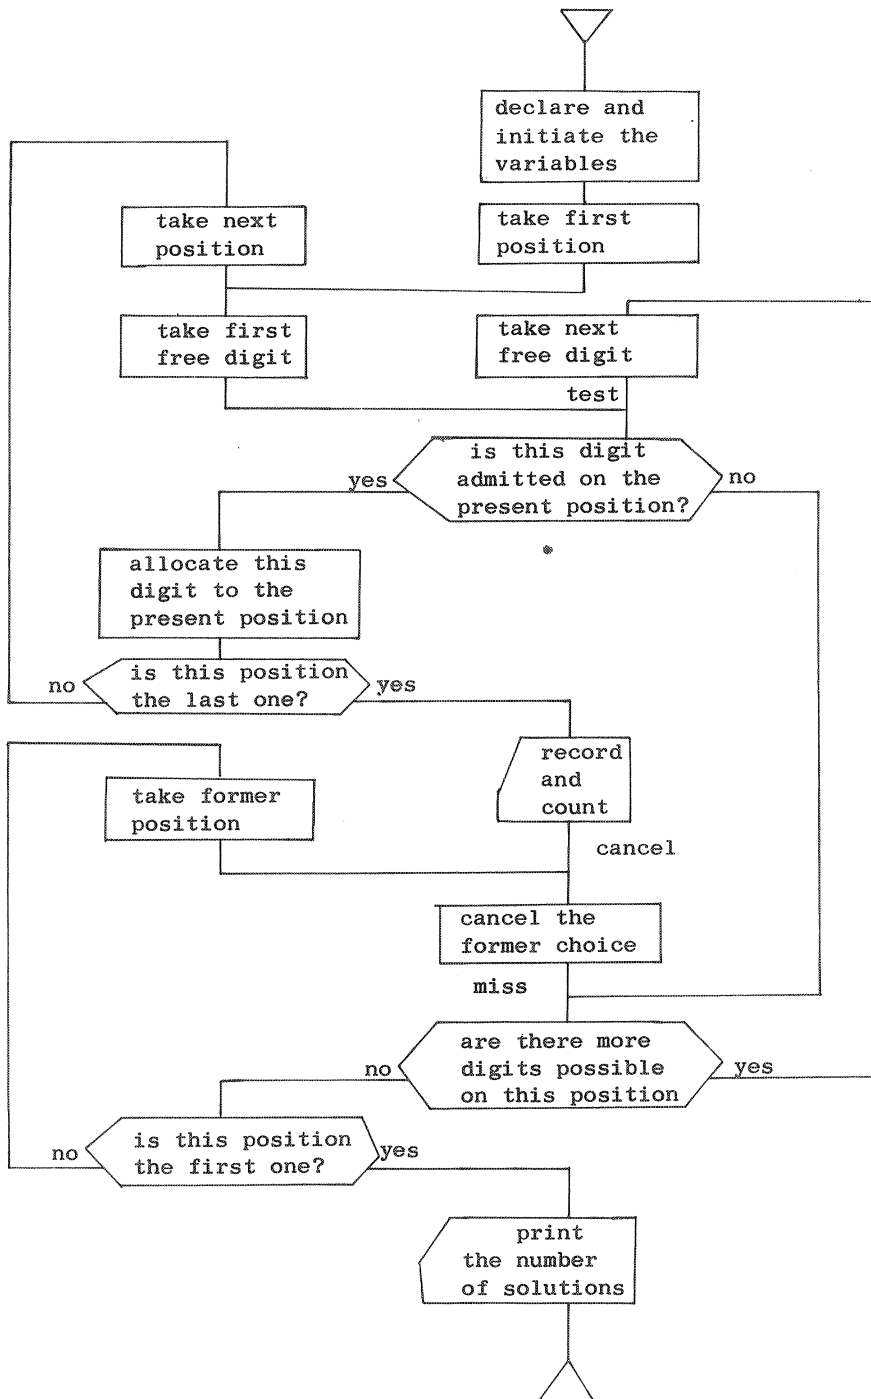 declare and
initiate the
variables
take next
position
take first
position
take first
free digit
take next
free digit
test
is this digit
admitted on the
present position?
yes
no
allocate this
digit to the
present position
is this position
the last one?
no
yes
record
and
count
take former
position
cancel
cancel the
former choice
miss
are there more
digits possible
on this position
no
yes
is this position
the first one?
no
yes
print
the number
of solutions